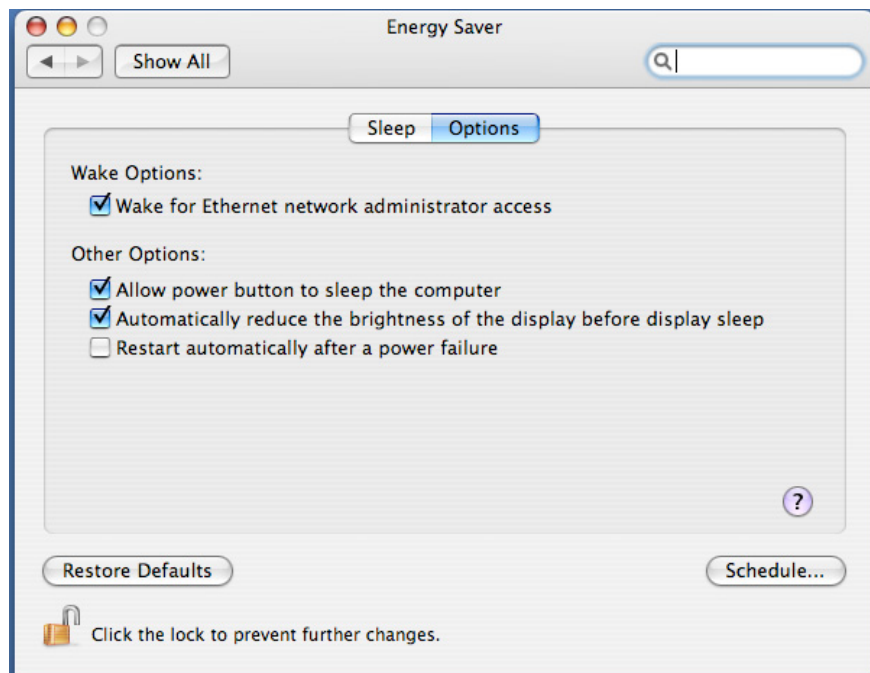 Energy Saver
Show All
Sleep Options
Wake Options:
Wake for Ethernet network administrator access
Other Options:
Allow power button to sleep the computer
Automatically reduce the brightness of the display before display sleep
Restart automatically after a power failure
?
Restore Defaults Schedule...
Click the lock to prevent further changes.